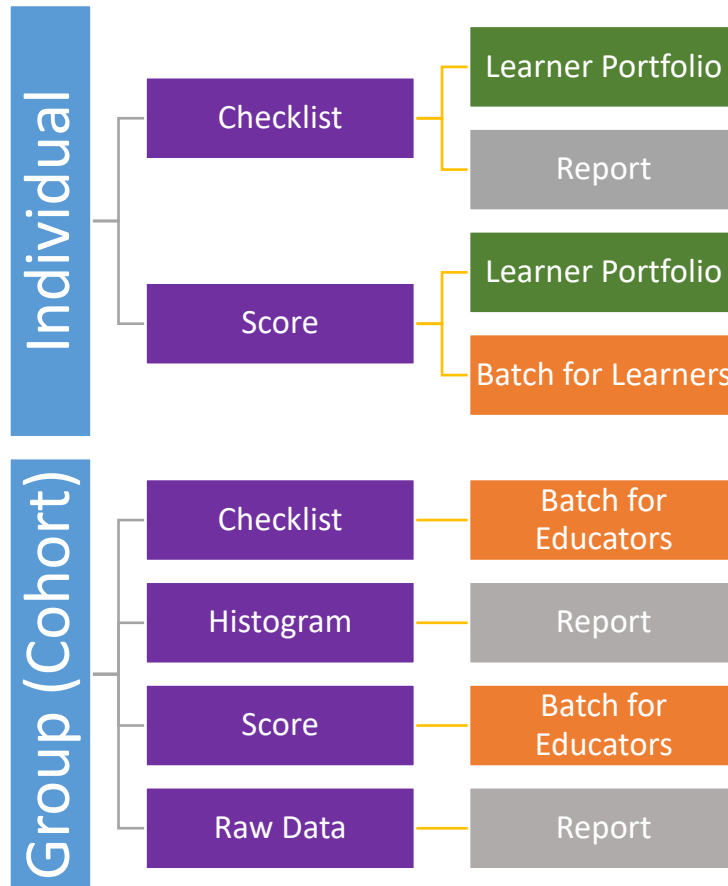 Individual
Checklist
Learner Portfolio
Report
Score
Learner Portfolio
Batch for Learners
Group (Cohort)
Checklist
Batch for
Educators
Histogram
Report
Score
Batch for
Educators
Raw Data
Report